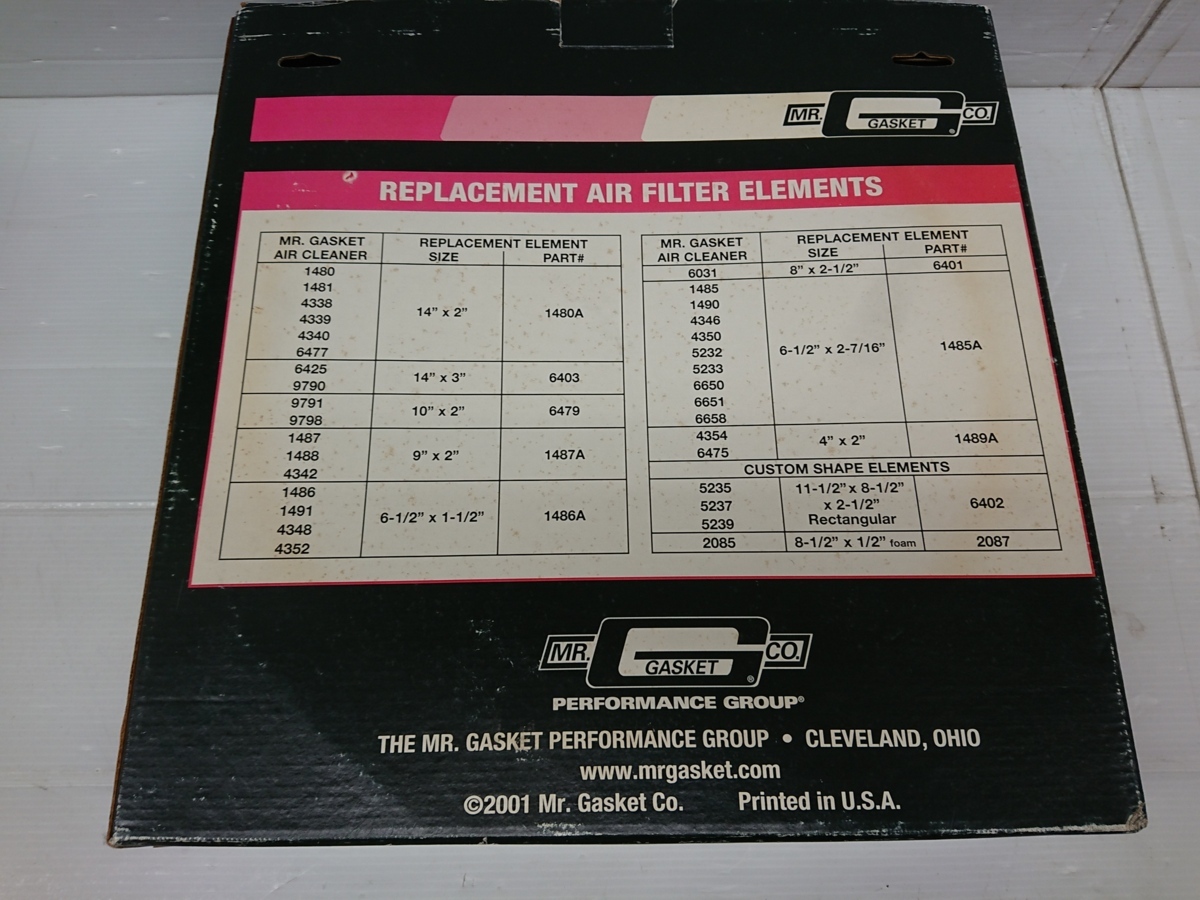 MR. GASKET CO.
REPLACEMENT AIR FILTER ELEMENTS
MR. GASKET AIR CLEANER
REPLACEMENT ELEMENT
SIZE PART#
1480
1481
4338
4339
4340
6477
14” x 2” 1480A
6425
9790
14” x 3” 6403
9791
9798
10” x 2” 6479
1487
1488
4342
9” x 2” 1487A
1486
1491
4348
4352
6-1/2” x 1-1/2” 1486A
MR. GASKET AIR CLEANER
REPLACEMENT ELEMENT
SIZE PART#
6031 8” x 2-1/2” 6401
1485
1490
4346
4350
5232
5233
6650
6651
6658
6-1/2” x 2-7/16” 1485A
4354
6475
4” x 2” 1489A
CUSTOM SHAPE ELEMENTS
5235
5237
5239
11-1/2” x 8-1/2”
x 2-1/2”
Rectangular
6402
2085 8-1/2” x 1/2” foam 2087
MR. GASKET CO.®
PERFORMANCE GROUP®
THE MR. GASKET PERFORMANCE GROUP • CLEVELAND, OHIO
www.mrgasket.com
©2001 Mr. Gasket Co. Printed in U.S.A.